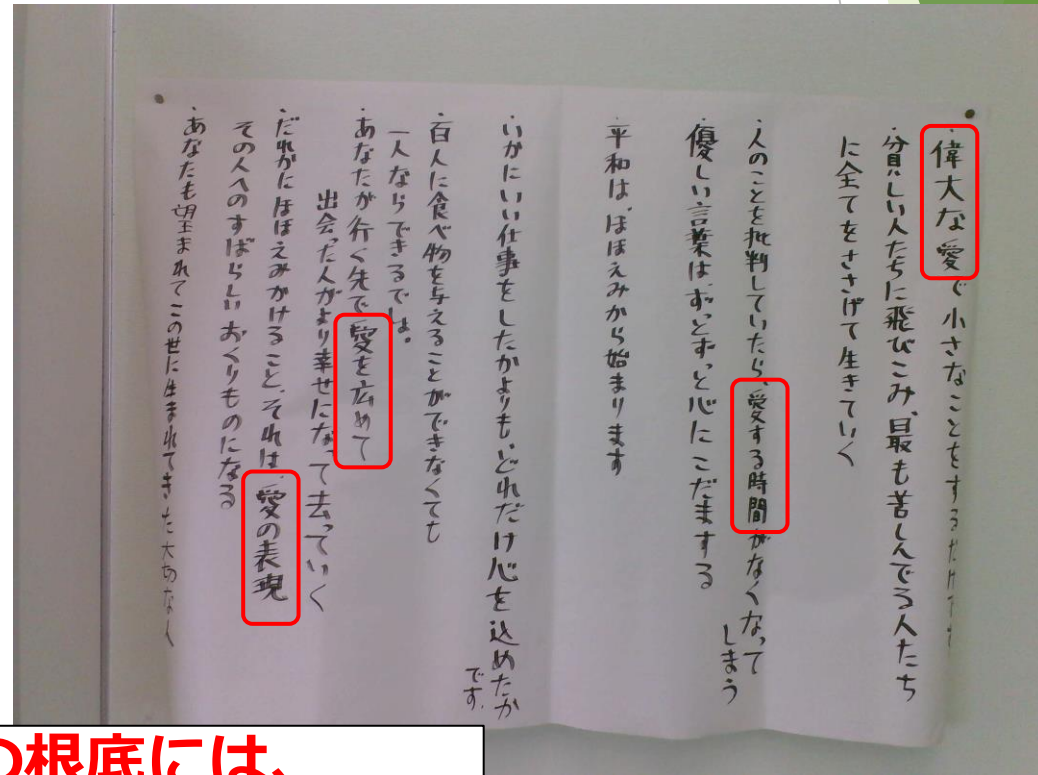 ・偉大な愛で小さなことをするだけです
・貧しい人たちに飛びこみ、最も苦しんでる人たち
に全てをささげて生きていく
・人のことを批判していたら、愛する時間がなくなって
しまう
優しい言葉は、ずっとずっと心にこだまする
平和は、ほほえみから始まります
・いかにいい仕事をしたかよりも、どれだけ心を込めたか
です。
・百人に食べ物を与えることができなくても
一人ならできるでしょ。
・あなたが行く先で愛を広めて
出会った人がより幸せになって去っていく
・だれかにほほえみかけること、それは、愛の表現
その人へのすばらしいおくりものになる
・あなたも望まれてこの世に生まれてきた大切な人
の根底には、